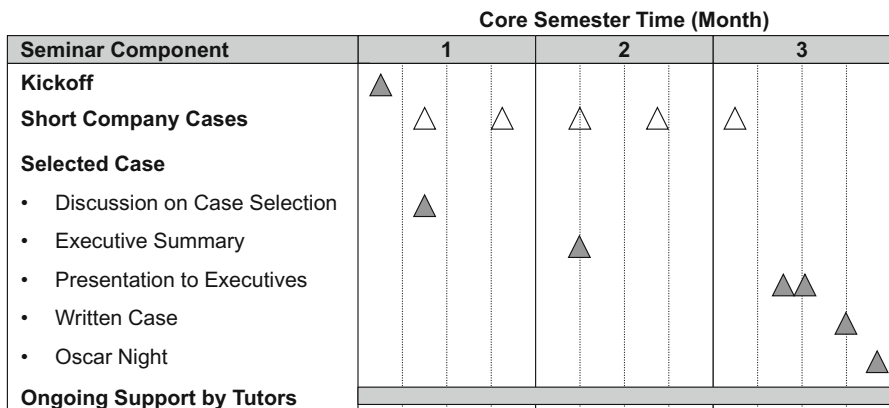 Core Semester Time (Month)
Seminar Component 1 2 3
Kickoff
Short Company Cases
Selected Case
• Discussion on Case Selection
• Executive Summary
• Presentation to Executives
• Written Case
• Oscar Night
Ongoing Support by Tutors